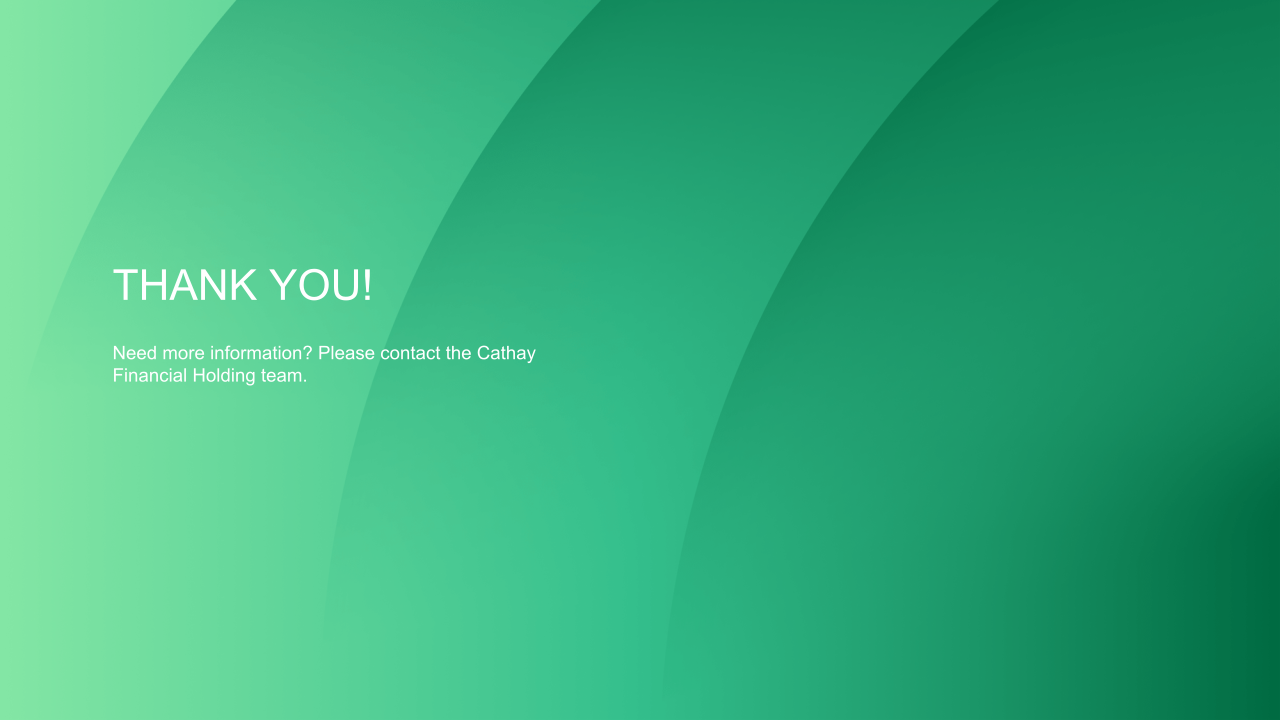 THANK YOU!
Need more information? Please contact the Cathay
Financial Holding team.